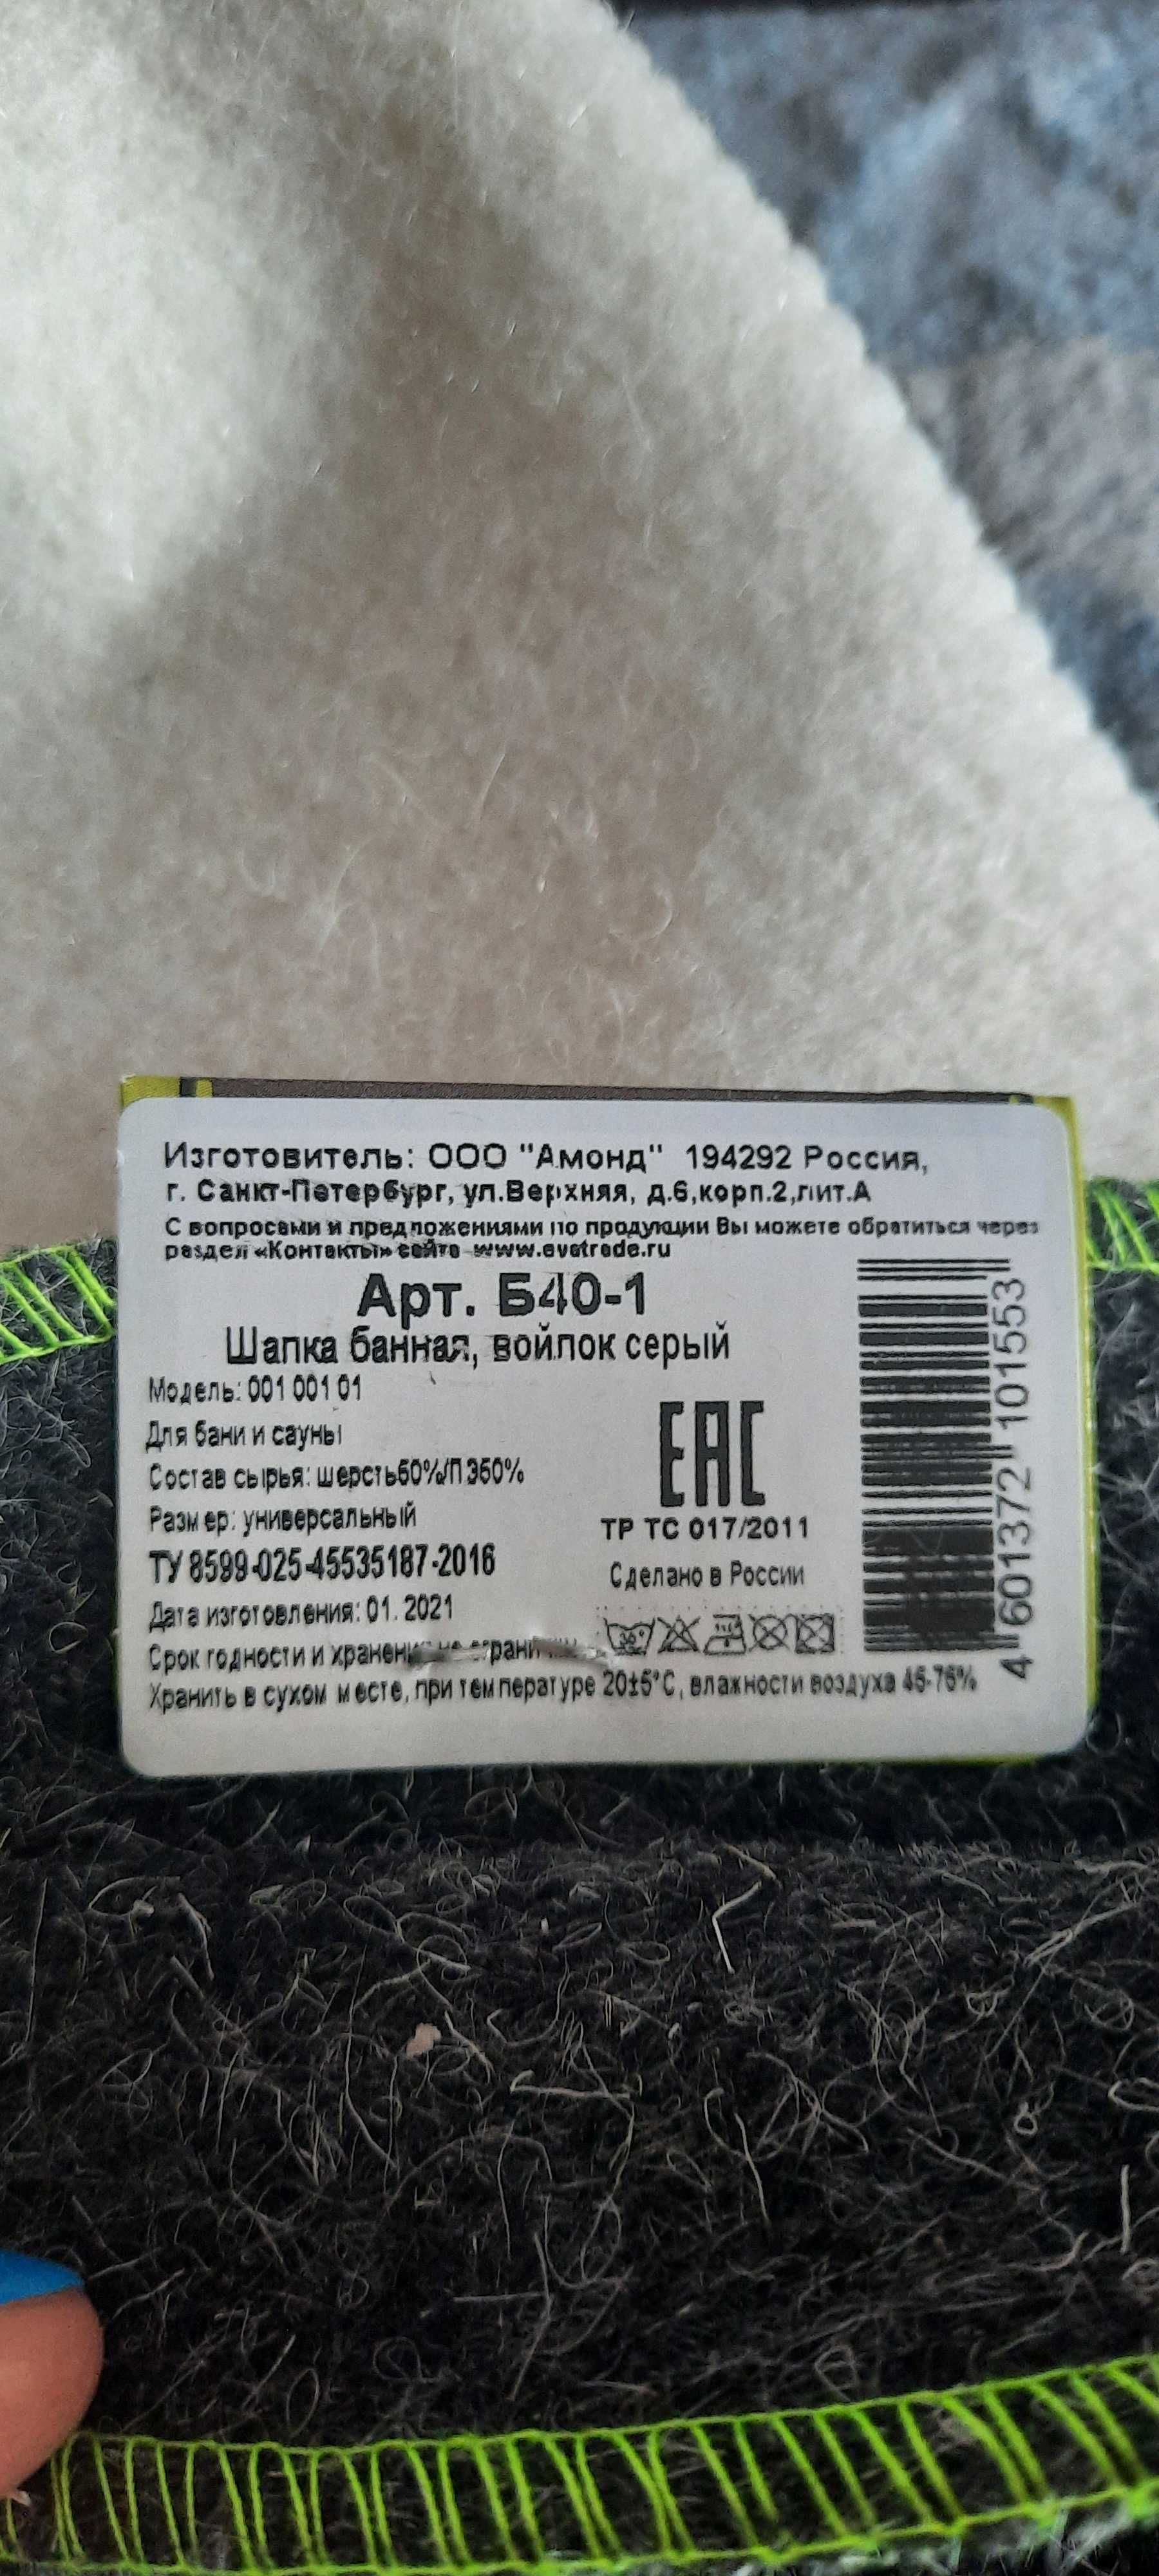 Изготовитель: ООО "Амонд" 194292 Россия,
г. Санкт-Петербург, ул.Верхняя, д.6,корп.2,лит.А
С вопросами и предложениями по продукции Вы можете обратиться через
раздел «Контакты» сайта www.evatrade.ru
Арт. Б40-1
Шапка банная, войлок серый
Модель: 001 001 01
Для бани и сауны
Состав сырья: шерсть50%/ПЭ50%
Размер: универсальный
ТУ 8599-025-45535187-2016
Дата изготовления: 01. 2021
Срок годности и хранения не
Хранить в сухом месте, при температуре 20±5°С, влажности воздуха 45-75%
ЕАС
ТР ТС 017/2011
Сделано в России
30°
4 601372 101553